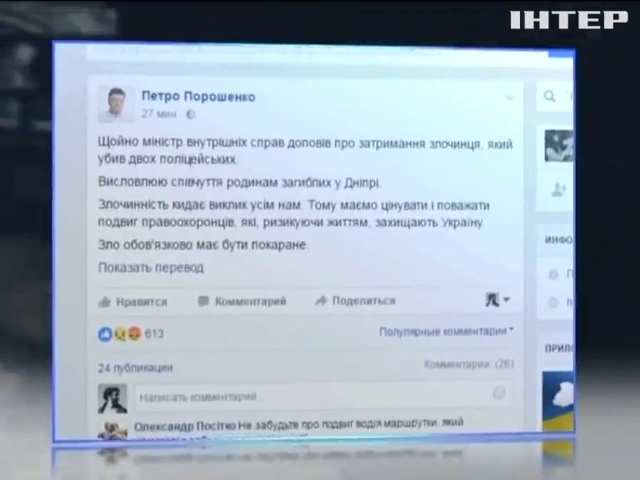 ІНТЕР
Петро Порошенко
27 мин
Щойно міністр внутрішніх справ доповів про затримання злочинця, який
убив двох поліцейських.
Висловлюю співчуття родинам загиблих у Дніпрі.
Злочинність кидає виклик усім нам. Тому маємо цінувати і поважати
подвиг правоохоронців, які, ризикуючи життям, захищають Україну.
Зло обов'язково має бути покаране.
Показать перевод
Нравится Комментарий Поделиться
613 Популярные комментарии
24 публикации Комментарии: (26)
Написать комментарий...
Олександр Постіко Не забудьте про подвиг водія маршрутки, який
ИНФО
П
h
ПРИЛО